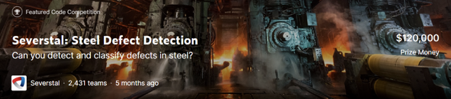 Featured Code Competition
Severstal: Steel Defect Detection
Can you detect and classify defects in steel?
$120,000
Prize Money
Severstal · 2,431 teams · 5 months ago